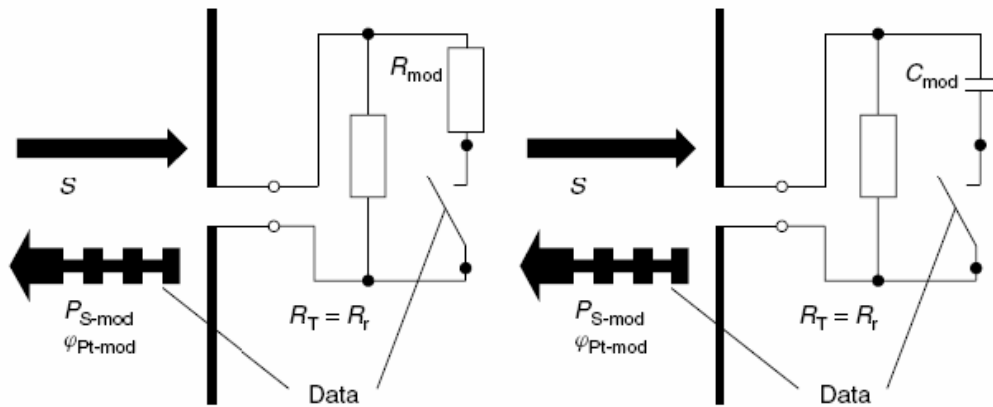 R_mod
C_mod
S
S
P_S-mod
φ_Pt-mod
R_T = R_r
P_S-mod
φ_Pt-mod
R_T = R_r
Data
Data